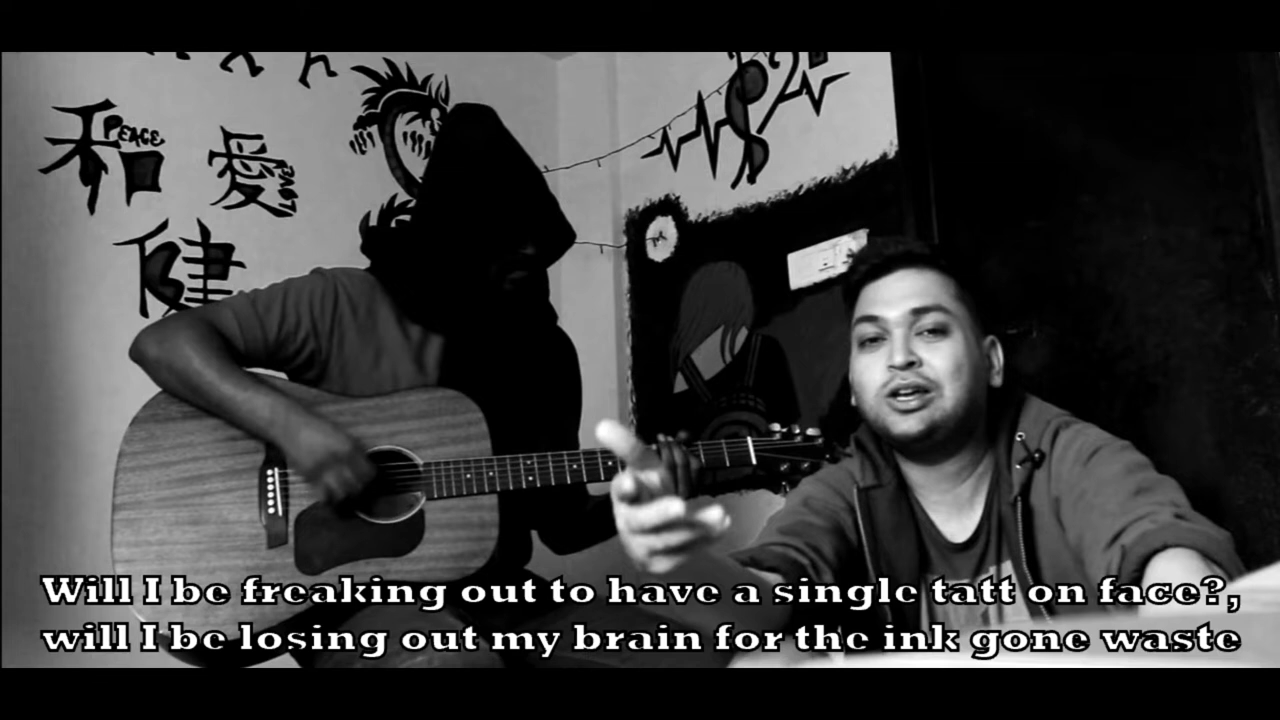 和 PEACE
愛 LOVE
健
Will I be freaking out to have a single tatt on face?,
will I be losing out my brain for the ink gone waste